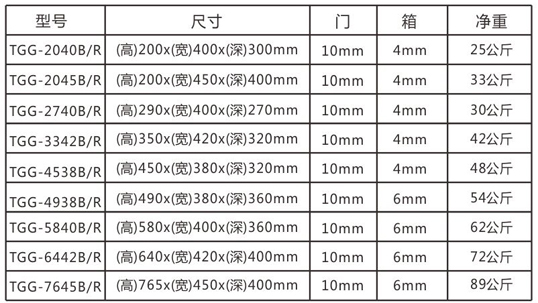 型号 尺寸 门 箱 净重
TGG-2040B/R (高)200x(宽)400x(深)300mm 10mm 4mm 25公斤
TGG-2045B/R (高)200x(宽)450x(深)400mm 10mm 4mm 33公斤
TGG-2740B/R (高)290x(宽)400x(深)270mm 10mm 4mm 30公斤
TGG-3342B/R (高)350x(宽)420x(深)320mm 10mm 4mm 42公斤
TGG-4538B/R (高)450x(宽)380x(深)320mm 10mm 4mm 48公斤
TGG-4938B/R (高)490x(宽)380x(深)360mm 10mm 6mm 54公斤
TGG-5840B/R (高)580x(宽)400x(深)360mm 10mm 6mm 62公斤
TGG-6442B/R (高)640x(宽)420x(深)400mm 10mm 6mm 72公斤
TGG-7645B/R (高)765x(宽)450x(深)400mm 10mm 6mm 89公斤